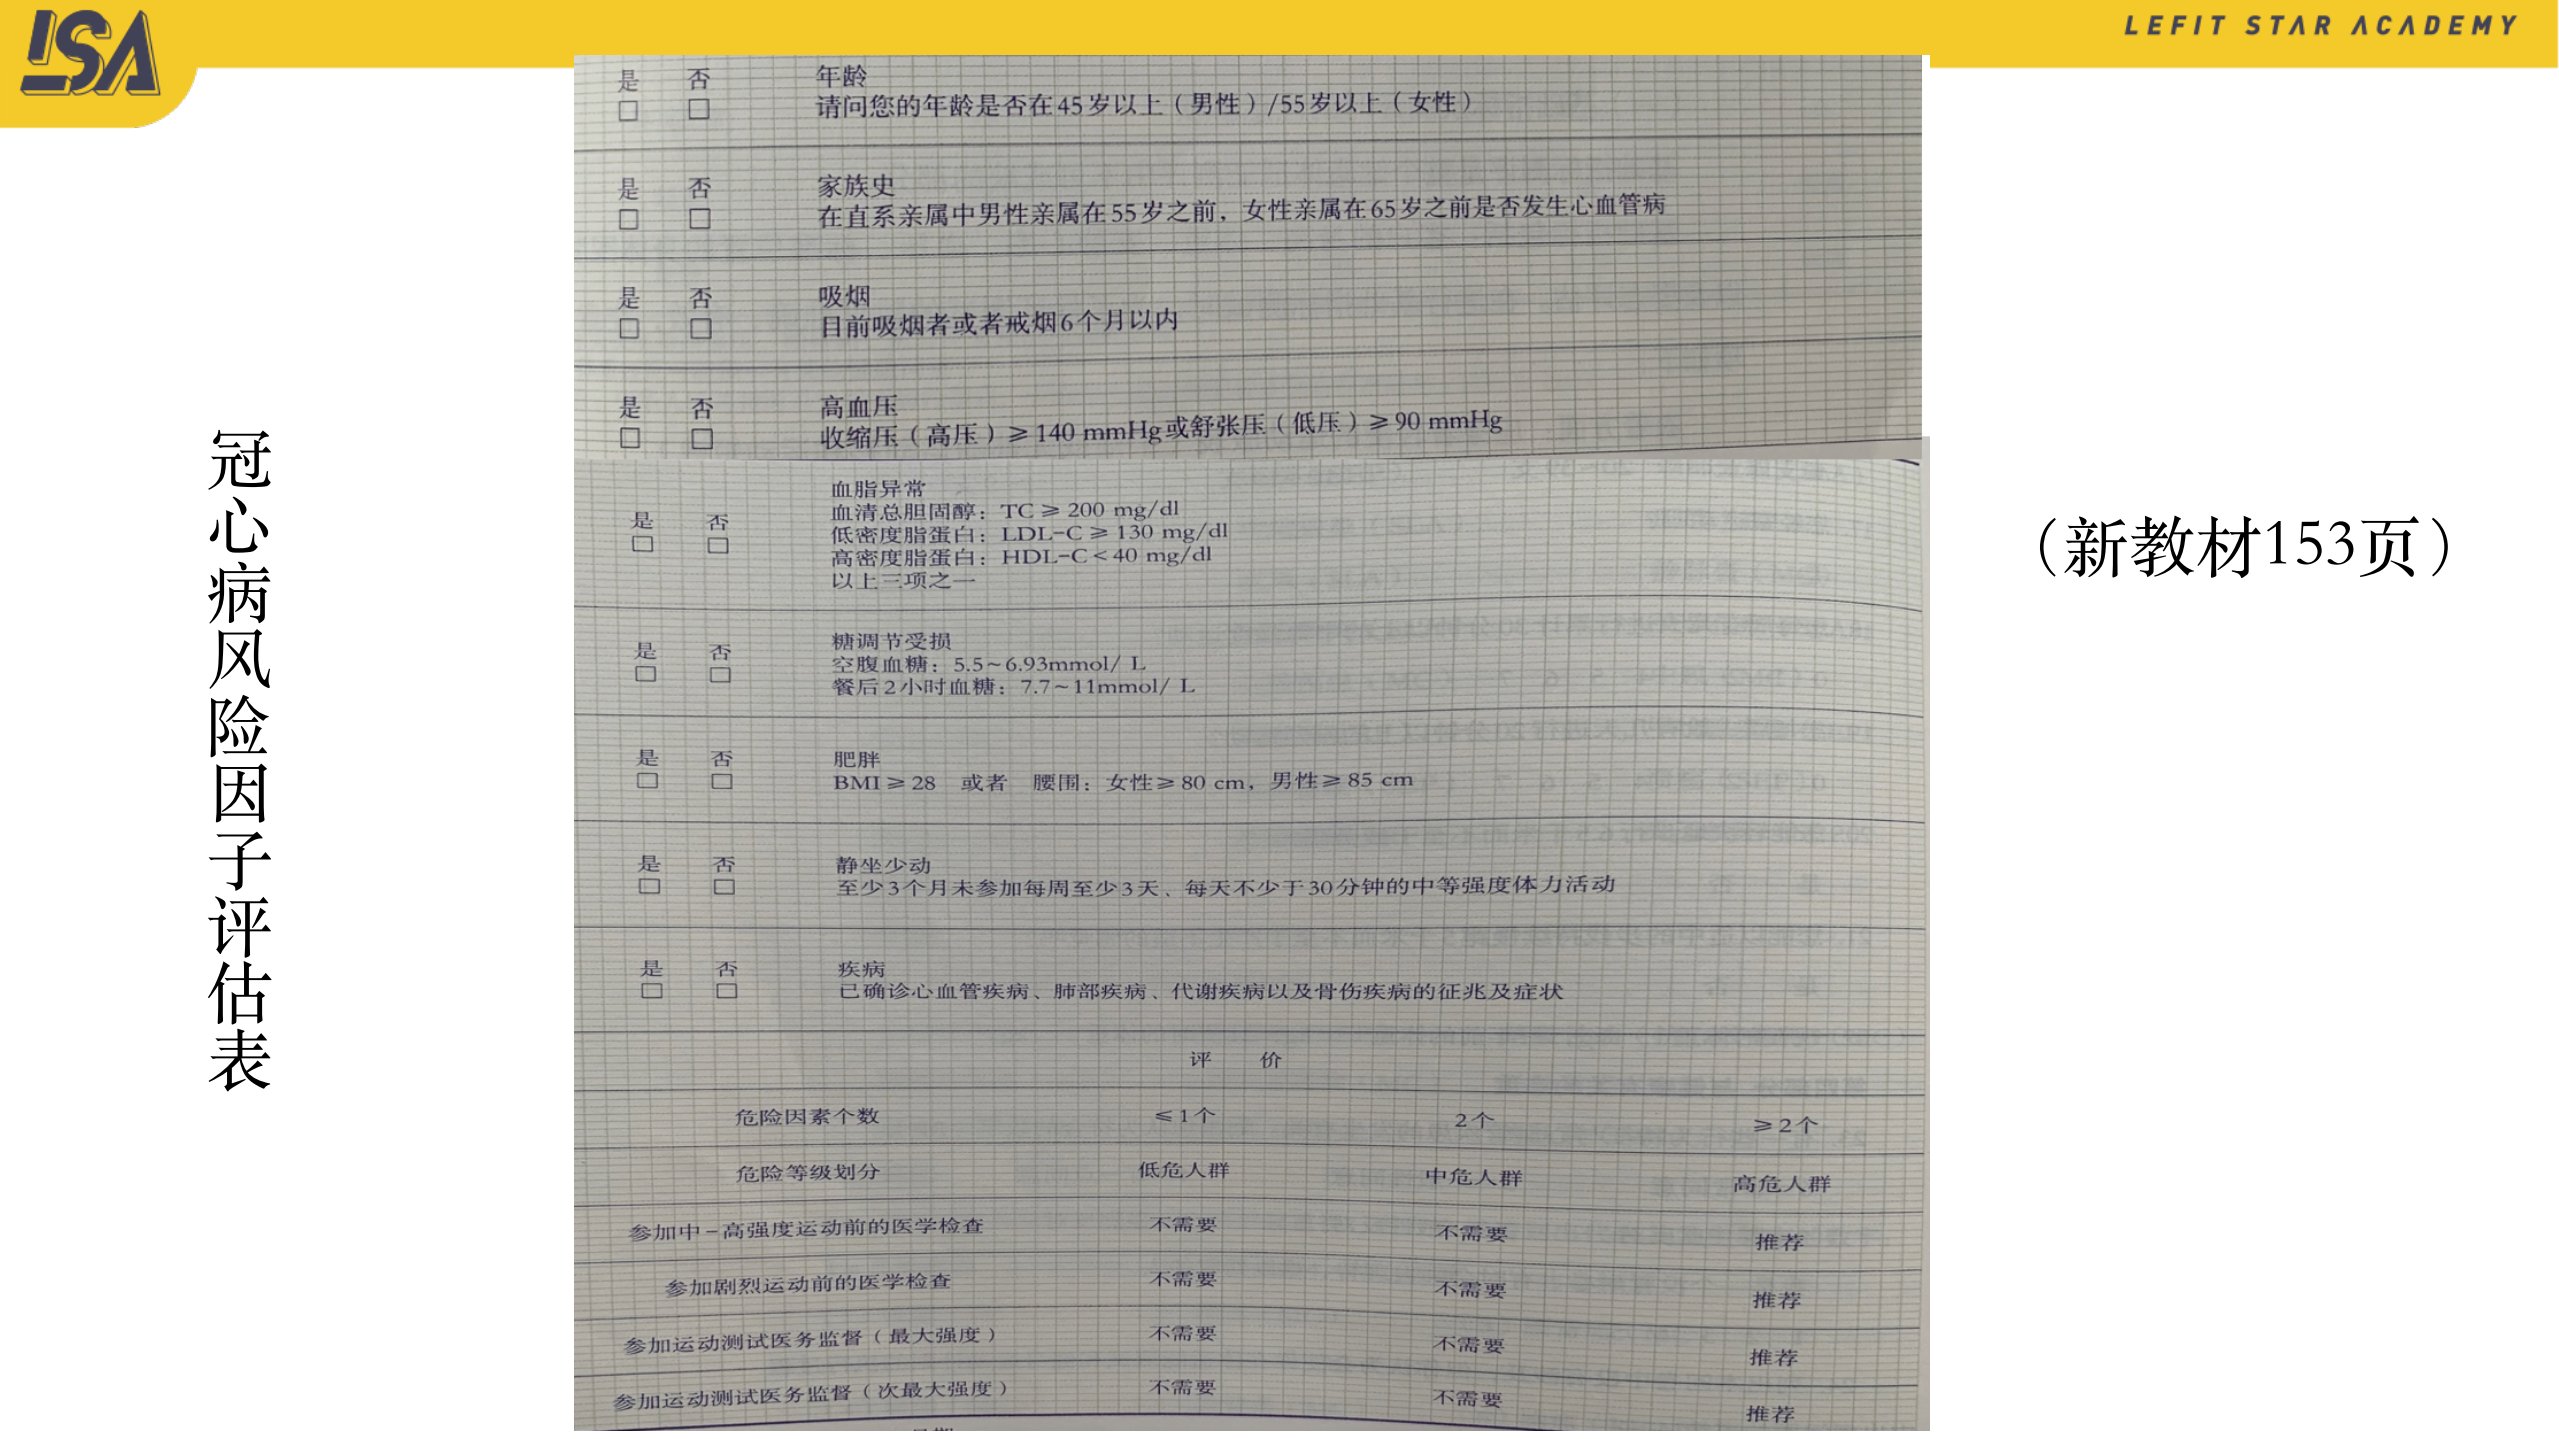 LSA
LEFIT STAR ACADEMY
冠心病风险因子评估表
（新教材153页）
是 否 年龄
□ □ 请问您的年龄是否在45岁以上（男性）/55岁以上（女性）
是 否 家族史
□ □ 在直系亲属中男性亲属在55岁之前，女性亲属在65岁之前是否发生心血管病
是 否 吸烟
□ □ 目前吸烟者或者戒烟6个月以内
是 否 高血压
□ □ 收缩压（高压）≥140 mmHg或舒张压（低压）≥90 mmHg
血脂异常
血清总胆固醇：TC≥200 mg/dl
是 否 低密度脂蛋白：LDL-C≥130 mg/dl
□ □ 高密度脂蛋白：HDL-C<40 mg/dl
以上三项之一
糖调节受损
是 否 空腹血糖：5.5~6.93mmol/ L
□ □ 餐后2小时血糖：7.7~11mmol/ L
是 否 肥胖
□ □ BMI≥28 或者 腰围：女性≥80 cm，男性≥85 cm
是 否 静坐少动
□ □ 至少3个月未参加每周至少3天、每天不少于30分钟的中等强度体力活动
是 否 疾病
□ □ 已确诊心血管疾病、肺部疾病、代谢疾病以及骨伤疾病的征兆及症状
评 价
危险因素个数 ≤1个 2个 ≥2个
危险等级划分 低危人群 中危人群 高危人群
参加中-高强度运动前的医学检查 不需要 不需要 推荐
参加剧烈运动前的医学检查 不需要 不需要 推荐
参加运动测试医务监督（最大强度） 不需要 不需要 推荐
参加运动测试医务监督（次最大强度） 不需要 不需要 推荐